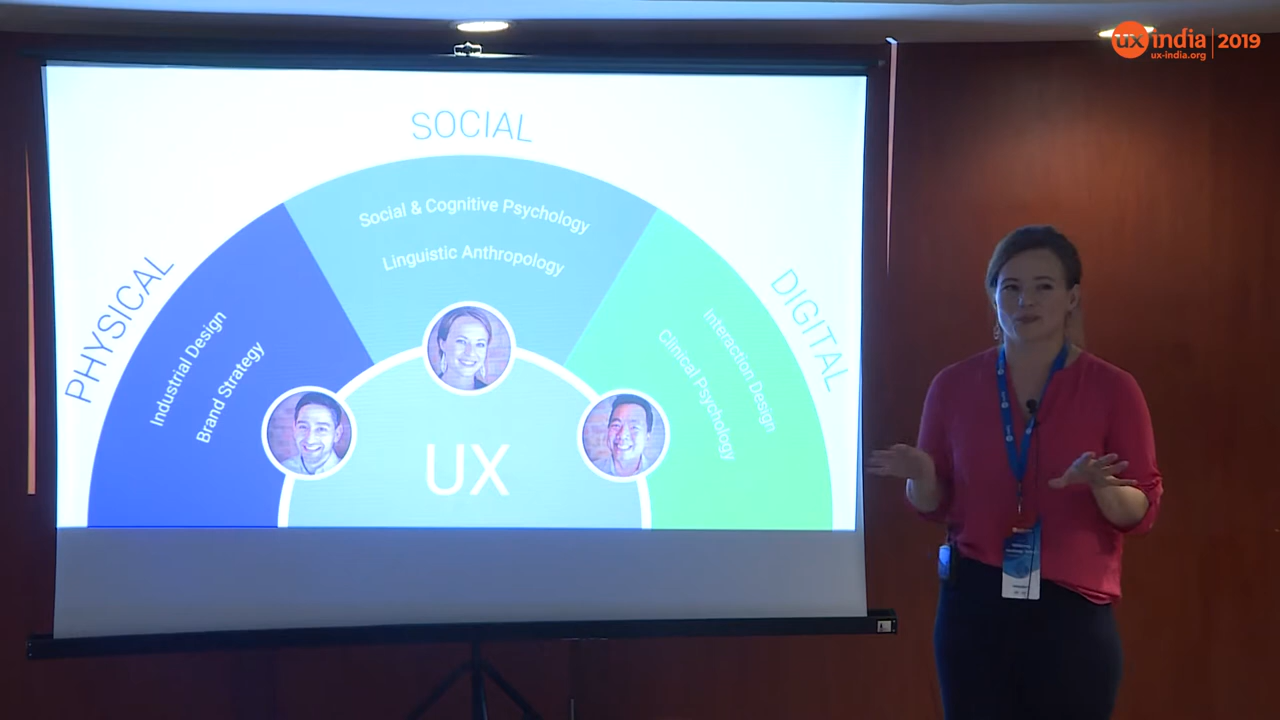 ux india | 2019
ux-india.org
SOCIAL
Social & Cognitive Psychology
Linguistic Anthropology
PHYSICAL
Industrial Design
Brand Strategy
DIGITAL
Interaction Design
Clinical Psychology
UX